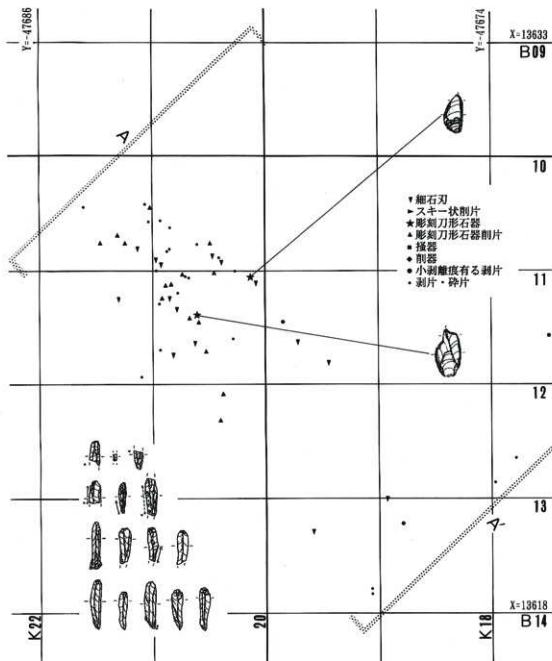 Y=-47686
Y=-47674
X=13633
B09
A
10
▼細石刃
►スキー状削片
★彫刻刀形石器
▲彫刻刀形石器削片
■掻器
◆削器
●小剥離痕有る剥片
・剥片・砕片
11
12
13
A'
X=13618
K22
20
K18
B14